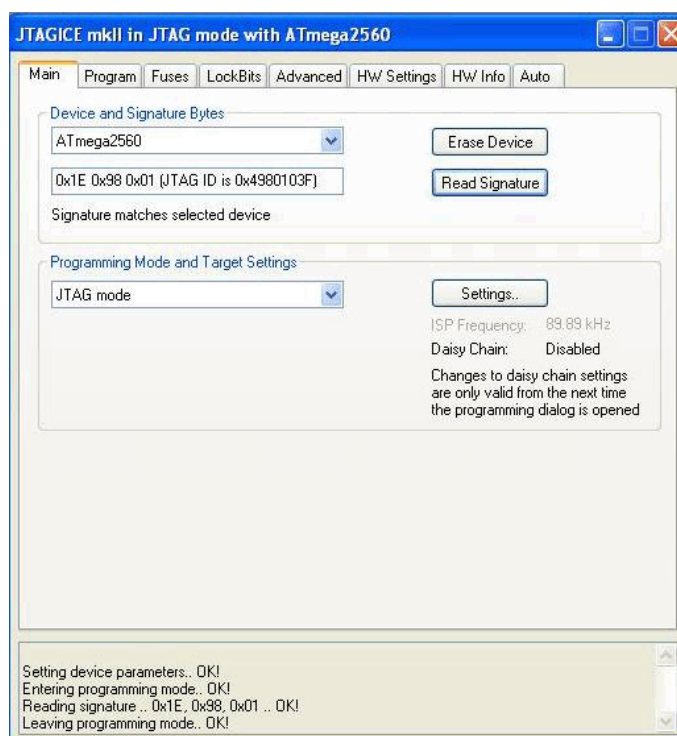 JTAGICE mkII in JTAG mode with ATmega2560
Main Program Fuses LockBits Advanced HW Settings HW Info Auto
Device and Signature Bytes
ATmega2560
Erase Device
0x1E 0x98 0x01 (JTAG ID is 0x4980103F)
Read Signature
Signature matches selected device
Programming Mode and Target Settings
JTAG mode
Settings..
ISP Frequency: 89.89 kHz
Daisy Chain: Disabled
Changes to daisy chain settings
are only valid from the next time
the programming dialog is opened
Setting device parameters.. OK!
Entering programming mode.. OK!
Reading signature .. 0x1E, 0x98, 0x01 .. OK!
Leaving programming mode.. OK!